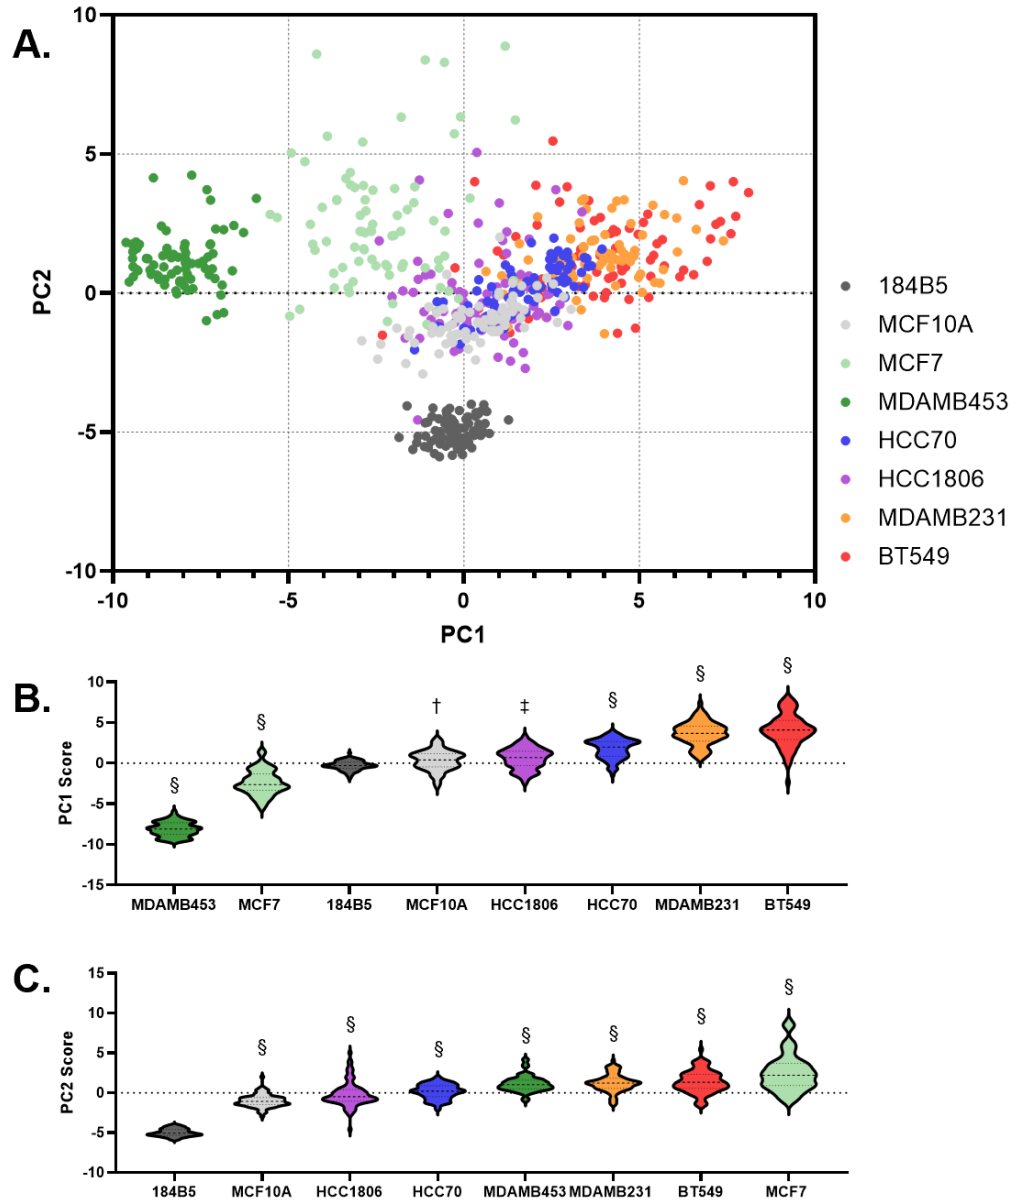 A.
10
5
0
-5
-10
PC2
-10
-5
0
5
10
PC1
184B5
MCF10A
MCF7
MDAMB453
HCC70
HCC1806
MDAMB231
BT549
B.
10
5
0
-5
-10
-15
PC1 Score
§
§
†
‡
§
§
§
MDAMB453 MCF7 184B5 MCF10A HCC1806 HCC70 MDAMB231 BT549
C.
15
10
5
0
-5
-10
PC2 Score
§
§
§
§
§
§
§
184B5 MCF10A HCC1806 HCC70 MDAMB453 MDAMB231 BT549 MCF7